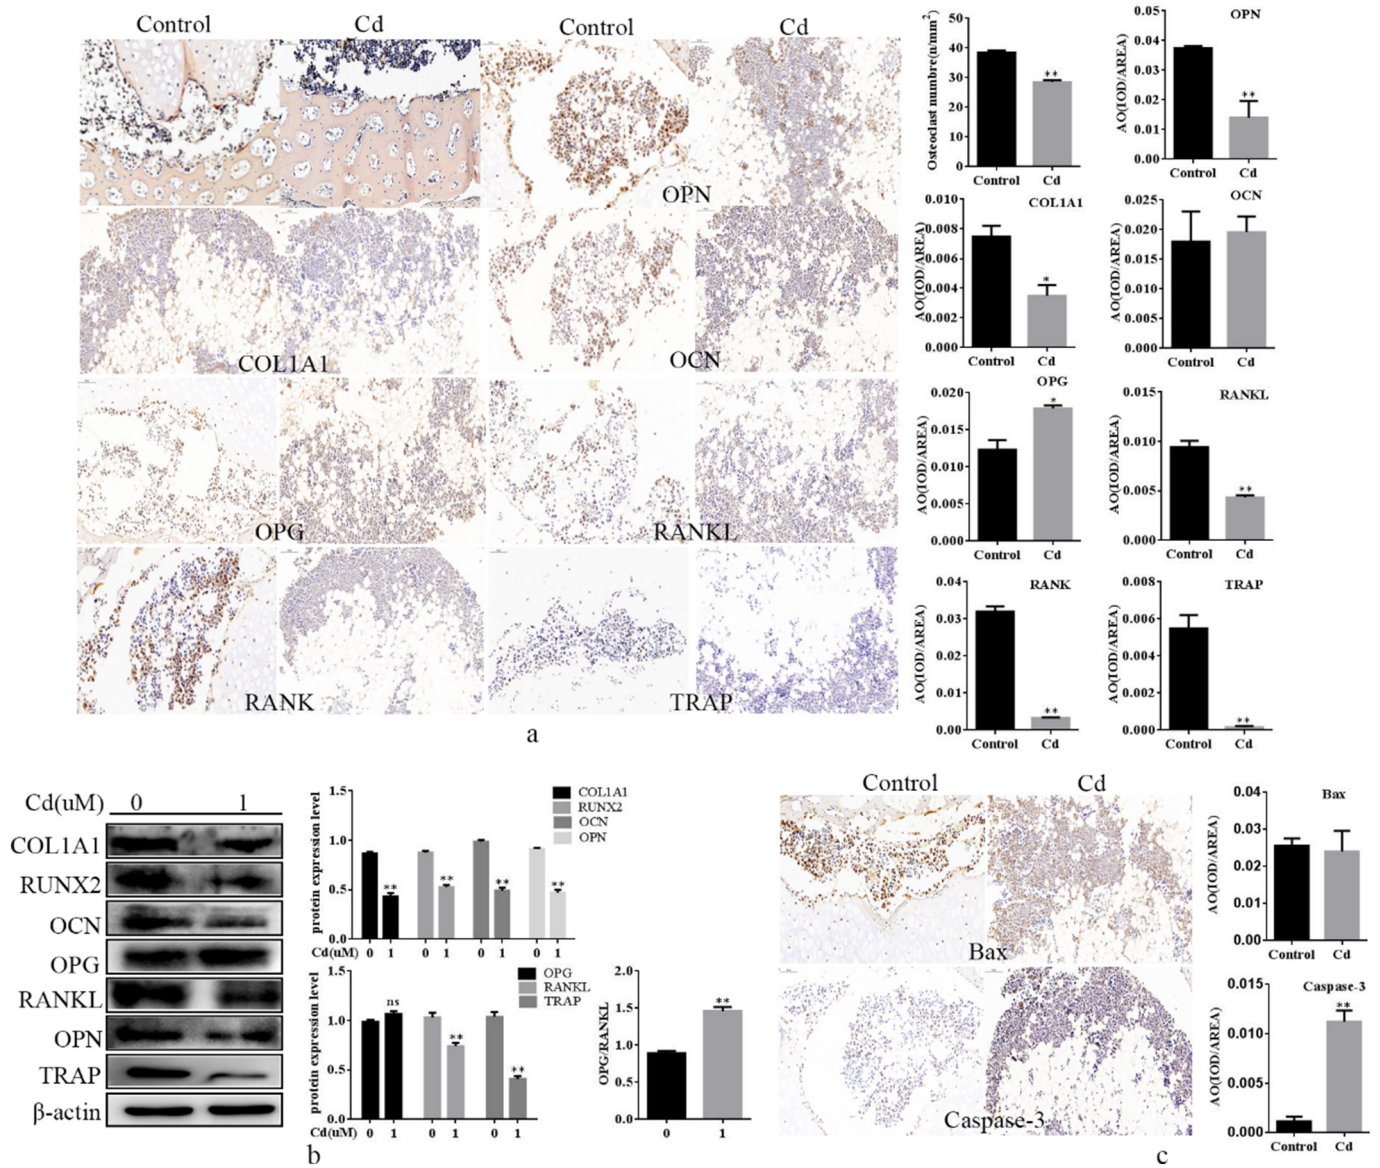 Control
Cd
Control
Cd
OPN
COL1A1
OCN
OPG
RANKL
RANK
TRAP
a
Osteoclast numbre(n/mm²)
50
40
30
20
10
0
**
Control
Cd
OPN
AO(IOD/AREA)
0.05
0.04
0.03
0.02
0.01
0.00
**
Control
Cd
COL1A1
AO(IOD/AREA)
0.010
0.008
0.006
0.004
0.002
0.000
*
Control
Cd
OCN
AO(IOD/AREA)
0.025
0.020
0.015
0.010
0.005
0.000
Control
Cd
OPG
AO(IOD/AREA)
0.020
0.015
0.010
0.005
0.000
*
Control
Cd
RANKL
AO(IOD/AREA)
0.015
0.010
0.005
0.000
**
Control
Cd
RANK
AO(IOD/AREA)
0.04
0.03
0.02
0.01
0.00
**
Control
Cd
TRAP
AO(IOD/AREA)
0.008
0.006
0.004
0.002
0.000
**
Control
Cd
Cd(uM) 0 1
COL1A1
RUNX2
OCN
OPG
RANKL
OPN
TRAP
β-actin
protein expression level
1.5
1.0
0.5
0.0
** ** ** **
COL1A1
RUNX2
OCN
OPN
Cd(uM) 0 1 0 1 0 1 0 1
protein expression level
1.5
1.0
0.5
0.0
ns ** **
OPG
RANKL
TRAP
Cd(uM) 0 1 0 1 0 1
OPG/RANKL
2.0
1.5
1.0
0.5
0.0
**
0 1
b
Control
Cd
Bax
Caspase-3
Bax
AO(IOD/AREA)
0.04
0.03
0.02
0.01
0.00
Control
Cd
Caspase-3
AO(IOD/AREA)
0.015
0.010
0.005
0.000
**
Control
Cd
c